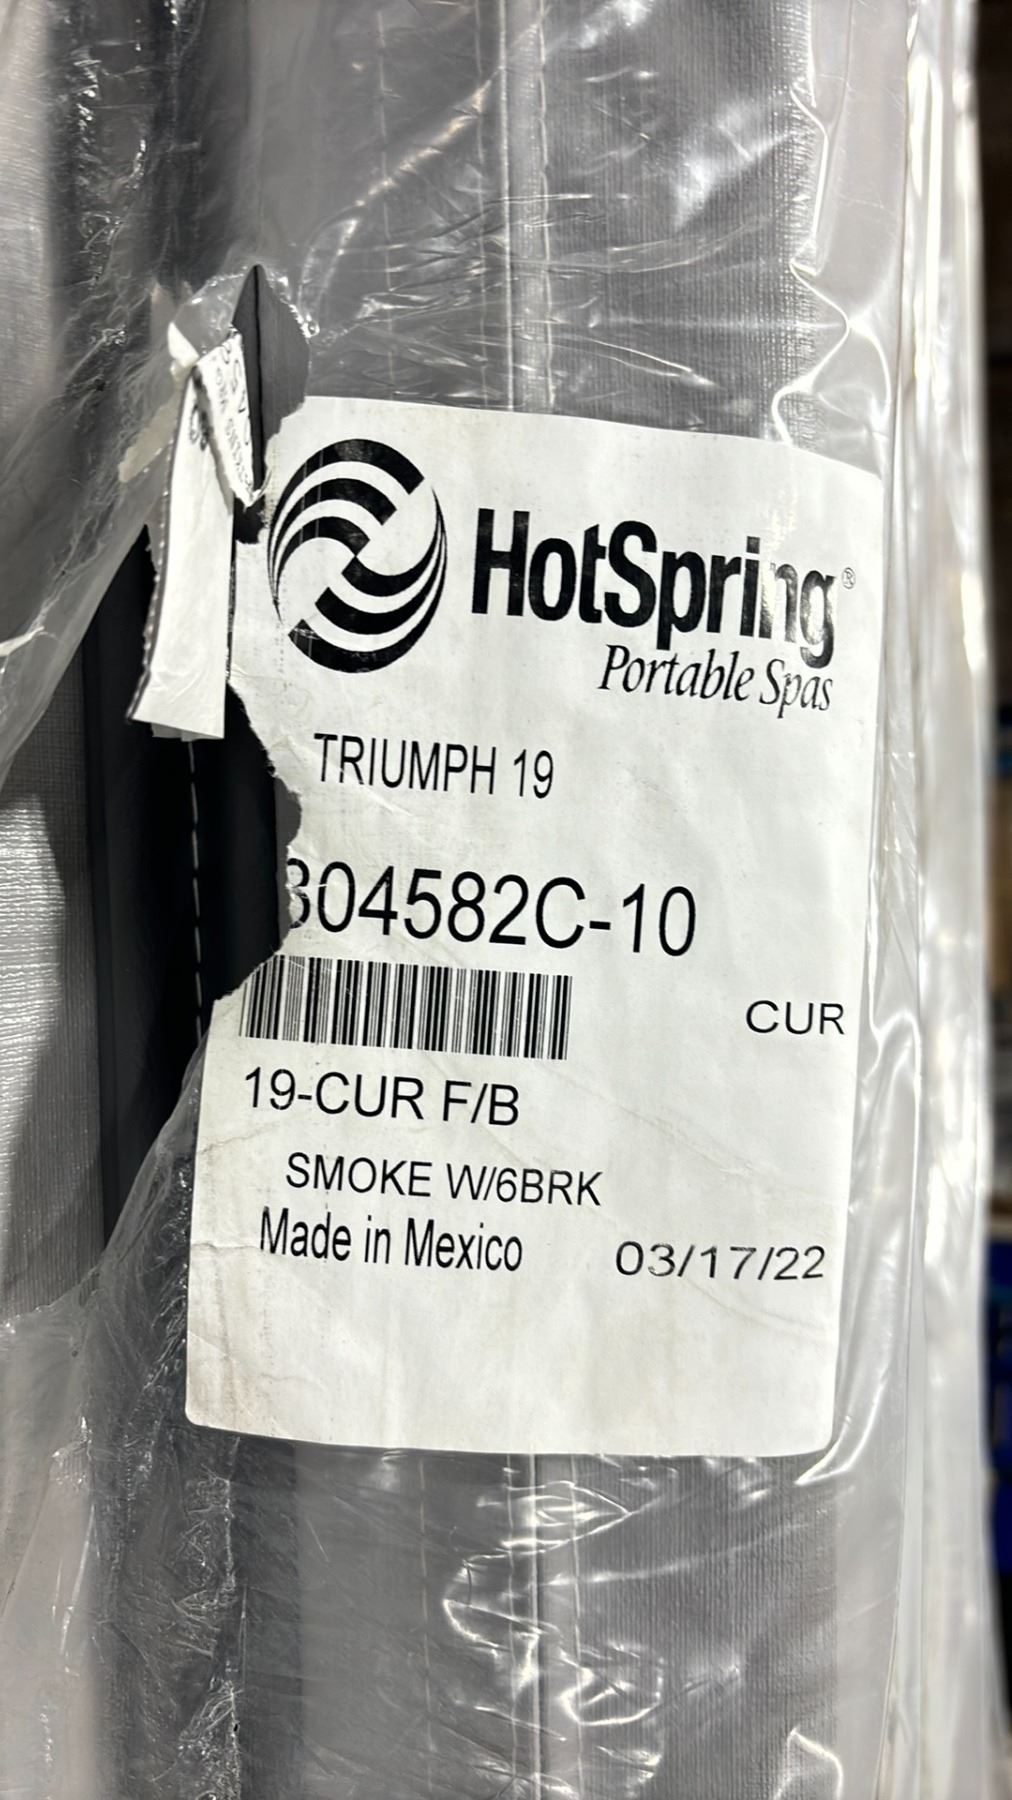 HotSpring®
Portable Spas
TRIUMPH 19
304582C-10
CUR
19-CUR F/B
SMOKE W/6BRK
Made in Mexico 03/17/22